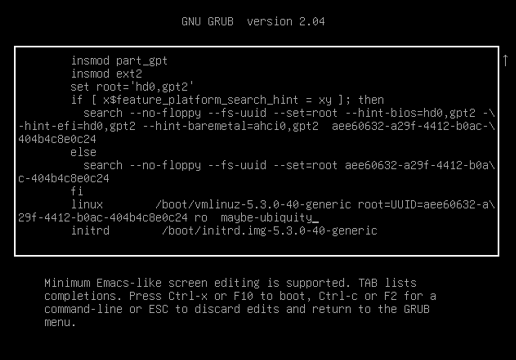 GNU GRUB  version 2.04
insmod part_gpt
insmod ext2
set root='hd0,gpt2'
if [ x$feature_platform_search_hint = xy ]; then
  search --no-floppy --fs-uuid --set=root --hint-bios=hd0,gpt2 -\
-hint-efi=hd0,gpt2 --hint-baremetal=ahci0,gpt2  aee60632-a29f-4412-b0ac-\
404b4c8e0c24
else
  search --no-floppy --fs-uuid --set=root aee60632-a29f-4412-b0a\
c-404b4c8e0c24
fi
linux        /boot/vmlinuz-5.3.0-40-generic root=UUID=aee60632-a\
29f-4412-b0ac-404b4c8e0c24 ro  maybe-ubiquity_
initrd        /boot/initrd.img-5.3.0-40-generic
Minimum Emacs-like screen editing is supported. TAB lists
completions. Press Ctrl-x or F10 to boot, Ctrl-c or F2 for a
command-line or ESC to discard edits and return to the GRUB
menu.